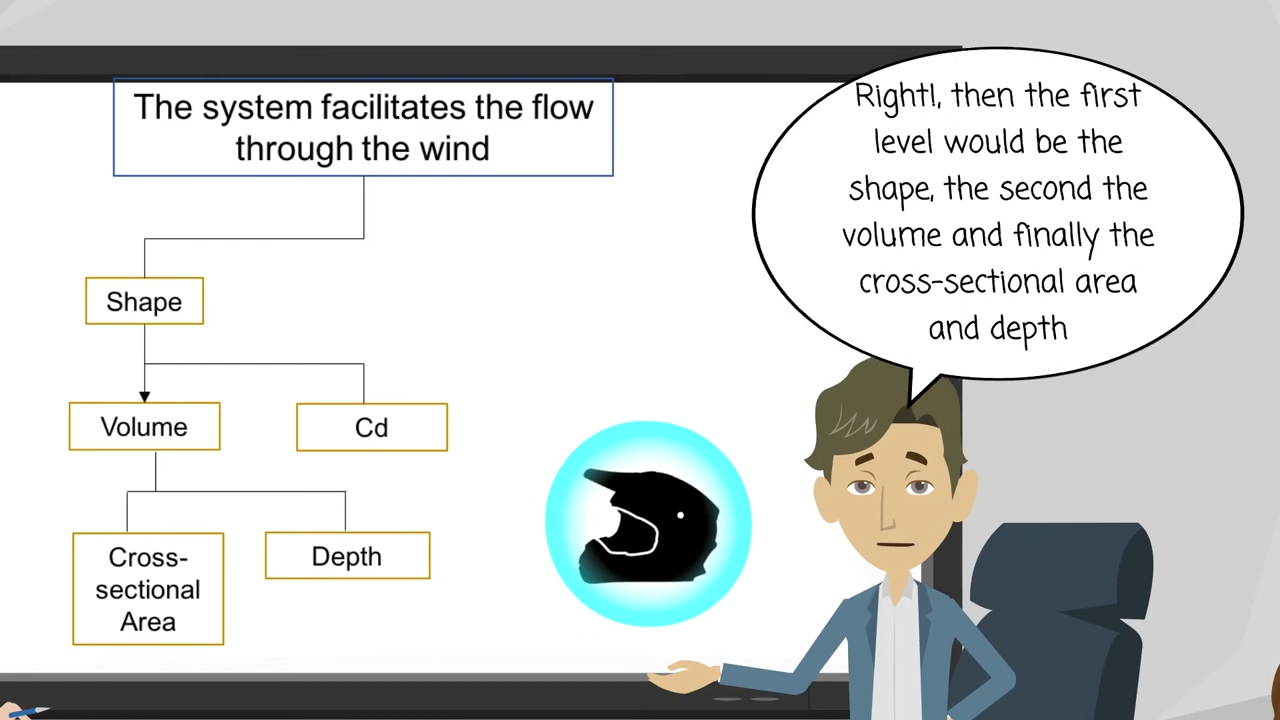 The system facilitates the flow
through the wind
Shape
Volume
Cd
Cross-
sectional
Area
Depth
Right!, then the first
level would be the
shape, the second the
volume and finally the
cross-sectional area
and depth